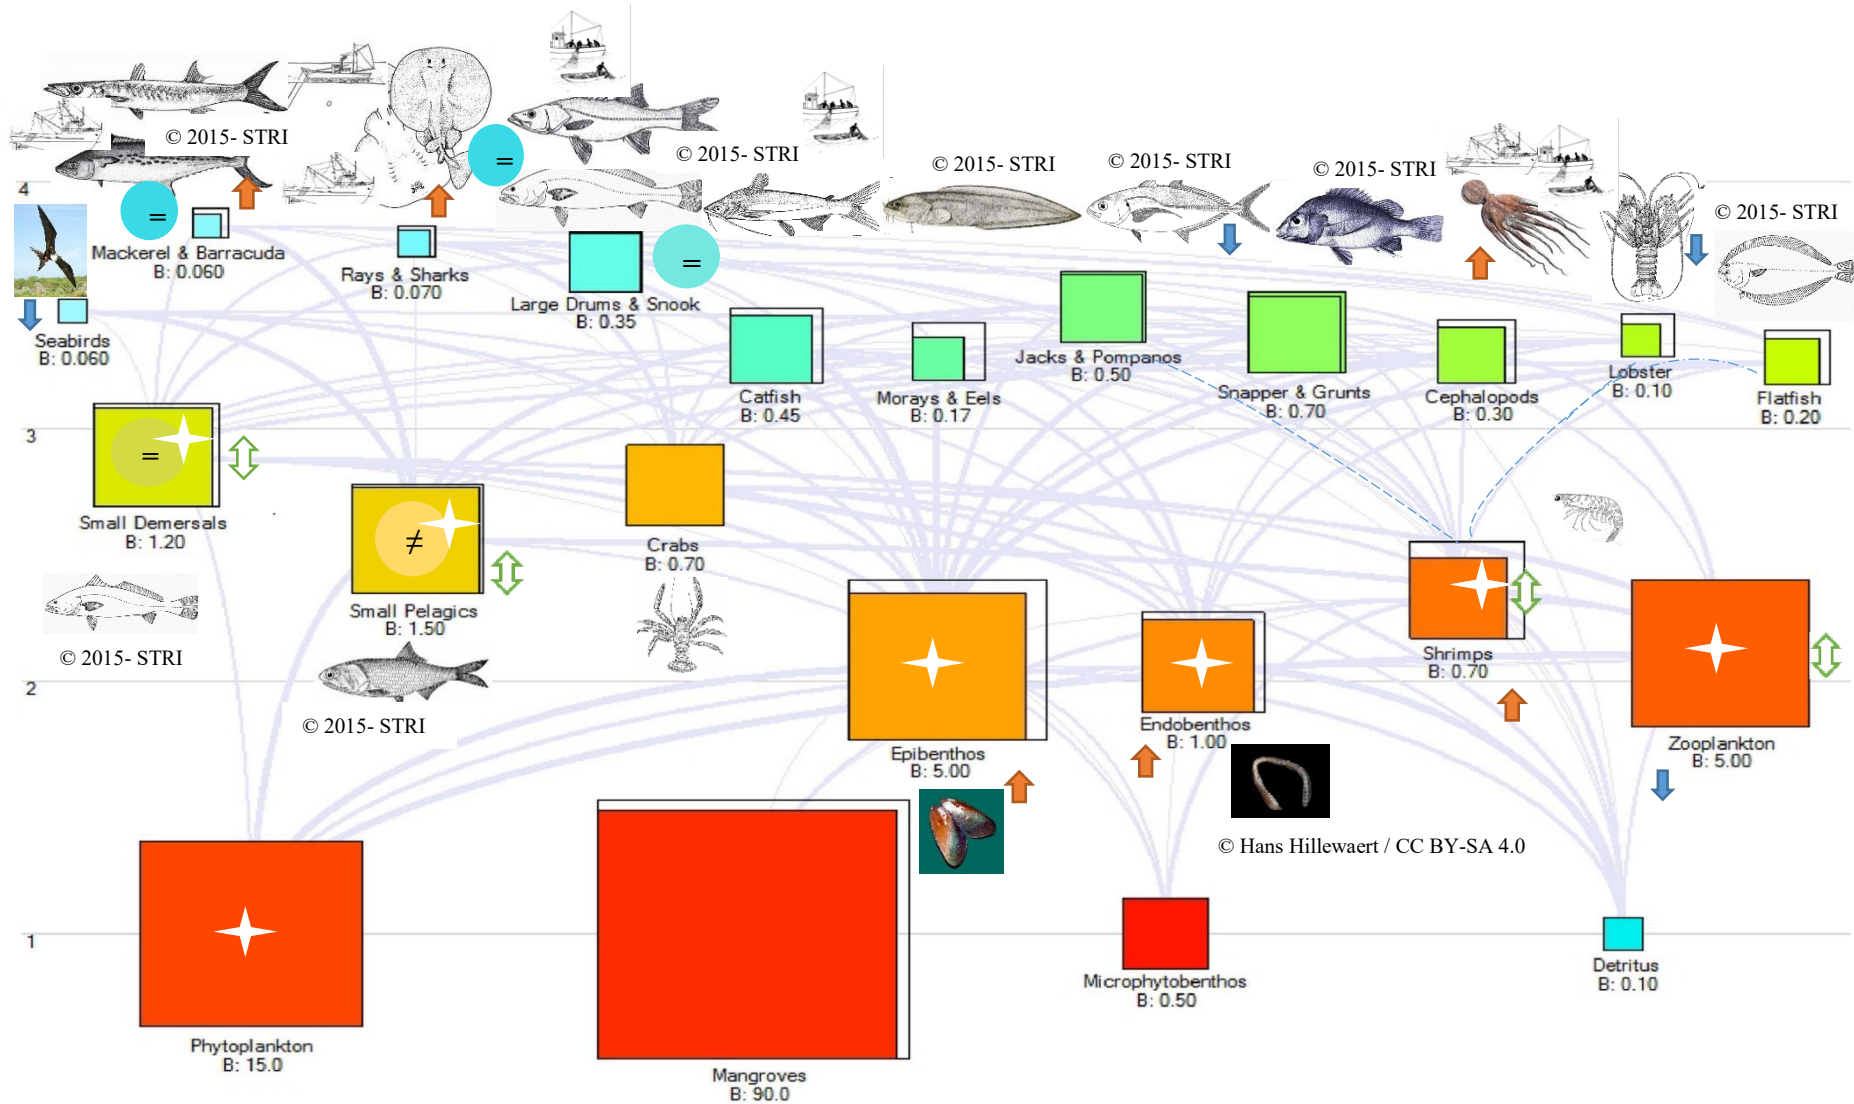 © 2015- STRI
© 2015- STRI
© 2015- STRI
© 2015- STRI
© 2015- STRI
© 2015- STRI
4
=
=
=
Mackerel & Barracuda
B: 0.060
Rays & Sharks
B: 0.070
Large Drums & Snook
B: 0.35
Seabirds
B: 0.060
Catfish
B: 0.45
Morays & Eels
B: 0.17
Jacks & Pompanos
B: 0.50
Snapper & Grunts
B: 0.70
Cephalopods
B: 0.30
Lobster
B: 0.10
Flatfish
B: 0.20
3
=
Small Demersals
B: 1.20
© 2015- STRI
≠
Small Pelagics
B: 1.50
© 2015- STRI
Crabs
B: 0.70
2
Epibenthos
B: 5.00
Endobenthos
B: 1.00
Shrimps
B: 0.70
Zooplankton
B: 5.00
© Hans Hillewaert / CC BY-SA 4.0
1
Phytoplankton
B: 15.0
Mangroves
B: 90.0
Microphytobenthos
B: 0.50
Detritus
B: 0.10